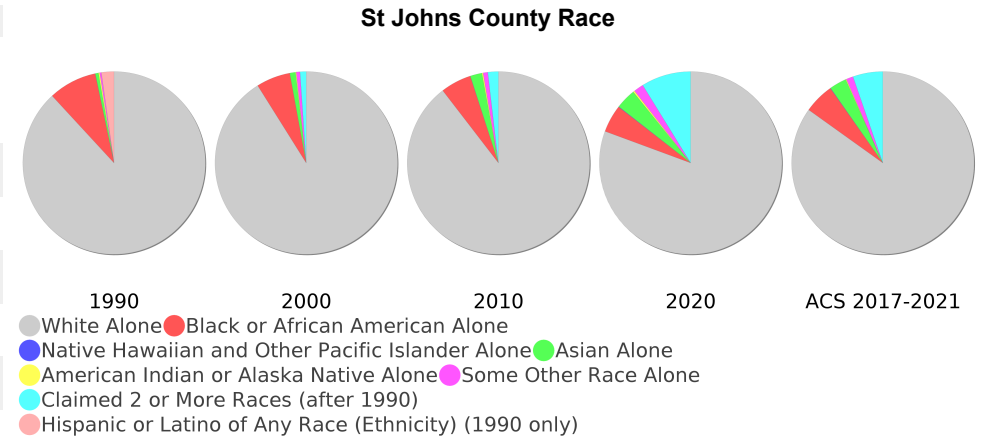 St Johns County Race
1990 2000 2010 2020 ACS 2017-2021
White Alone Black or African American Alone
Native Hawaiian and Other Pacific Islander Alone Asian Alone
American Indian or Alaska Native Alone Some Other Race Alone
Claimed 2 or More Races (after 1990)
Hispanic or Latino of Any Race (Ethnicity) (1990 only)